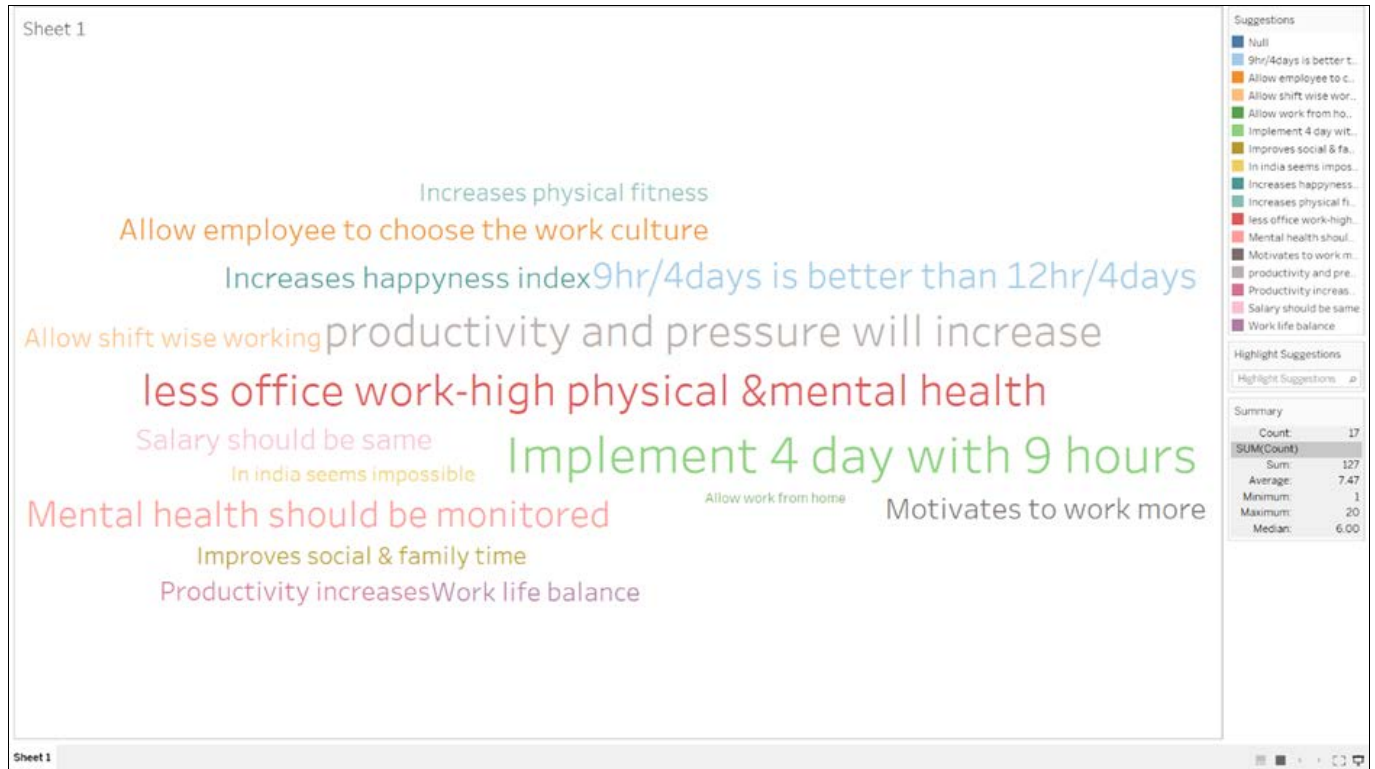 Sheet 1
Increases physical fitness
Allow employee to choose the work culture
Increases happyness index 9hr/4days is better than 12hr/4days
Allow shift wise working productivity and pressure will increase
less office work-high physical &mental health
Salary should be same
Implement 4 day with 9 hours
In india seems impossible
Allow work from home
Mental health should be monitored
Motivates to work more
Improves social & family time
Productivity increases Work life balance
Suggestions
Null
9hr/4days is better t..
Allow employee to c..
Allow shift wise wor..
Allow work from ho..
Implement 4 day wit..
Improves social & fa..
In india seems impos..
Increases happyness..
Increases physical fi..
less office work-high..
Mental health shoul..
Motivates to work m..
productivity and pre..
Productivity increas..
Salary should be same
Work life balance
Highlight Suggestions
Highlight Suggestions
Summary
Count: 17
SUM(Count)
Sum: 127
Average: 7.47
Minimum: 1
Maximum: 20
Median: 6.00
Sheet 1